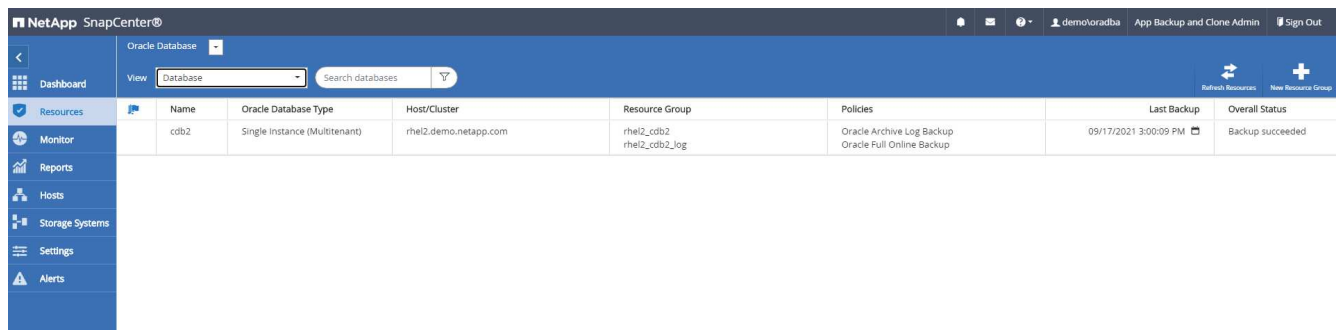 NetApp SnapCenter® demo\oradba App Backup and Clone Admin Sign Out
Oracle Database
View Database Search databases
Refresh Resources New Resource Group
Dashboard
Resources
Monitor
Reports
Hosts
Storage Systems
Settings
Alerts
Name Oracle Database Type Host/Cluster Resource Group Policies Last Backup Overall Status
cdb2 Single Instance (Multitenant) rhel2.demo.netapp.com rhel2_cdb2 Oracle Archive Log Backup 09/17/2021 3:00:09 PM Backup succeeded
rhel2_cdb2_log Oracle Full Online Backup